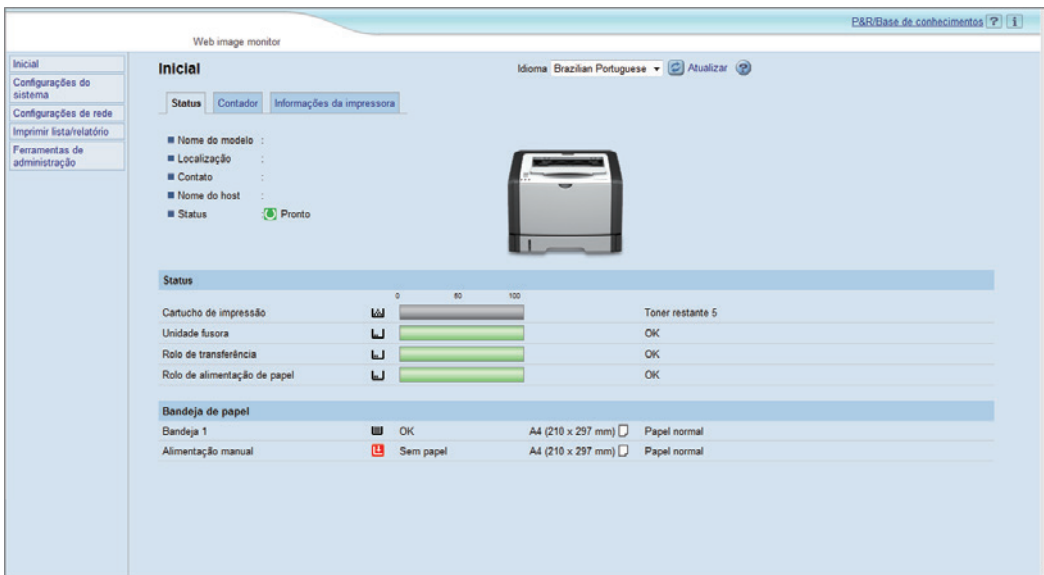 P&R/Base de conhecimentos ? i
Web image monitor
Inicial
Configurações do
sistema
Configurações de rede
Imprimir lista/relatório
Ferramentas de
administração
Inicial
Idioma Brazilian Portuguese Atualizar ?
Status Contador Informações da impressora
Nome do modelo :
Localização :
Contato :
Nome do host :
Status : Pronto
Status
0 50 100
Cartucho de impressão Toner restante 5
Unidade fusora OK
Rolo de transferência OK
Rolo de alimentação de papel OK
Bandeja de papel
Bandeja 1 OK A4 (210 x 297 mm) Papel normal
Alimentação manual Sem papel A4 (210 x 297 mm) Papel normal